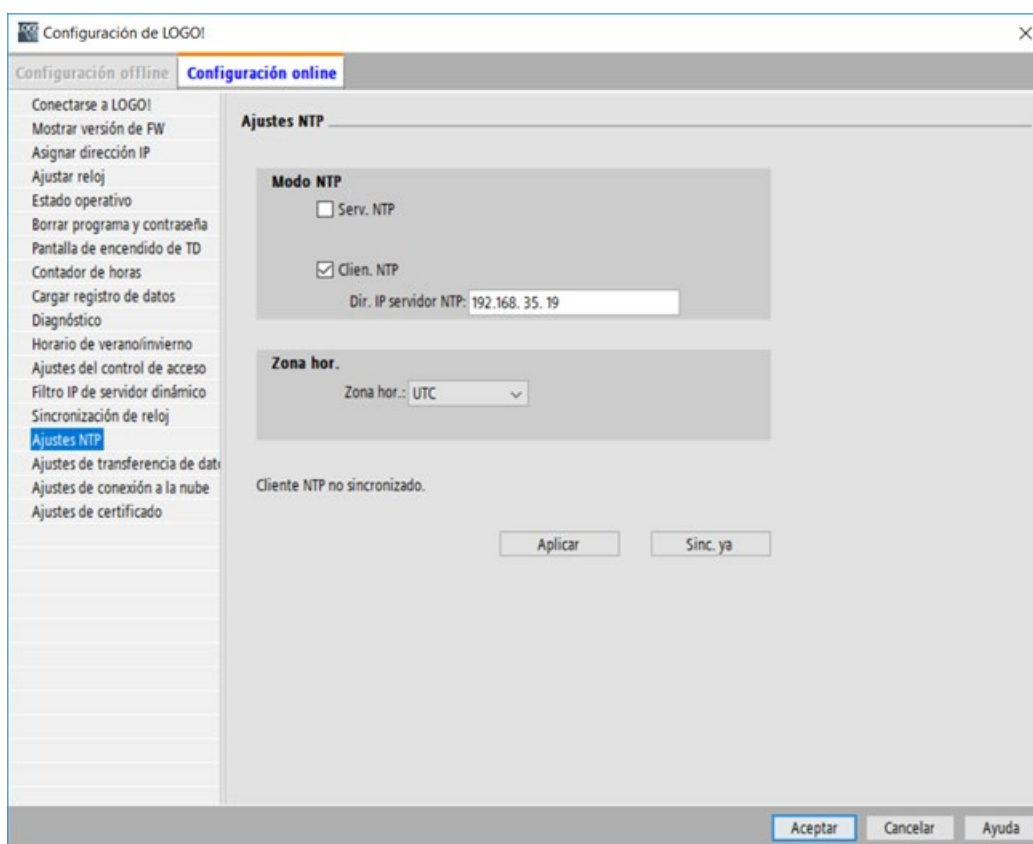 Configuración de LOGO!
Configuración offline
Configuración online
Conectarse a LOGO!
Mostrar versión de FW
Asignar dirección IP
Ajustar reloj
Estado operativo
Borrar programa y contraseña
Pantalla de encendido de TD
Contador de horas
Cargar registro de datos
Diagnóstico
Horario de verano/invierno
Ajustes del control de acceso
Filtro IP de servidor dinámico
Sincronización de reloj
Ajustes NTP
Ajustes de transferencia de dat
Ajustes de conexión a la nube
Ajustes de certificado
Ajustes NTP
Modo NTP
Serv. NTP
Clien. NTP
Dir. IP servidor NTP: 192.168. 35. 19
Zona hor.
Zona hor.: UTC
Cliente NTP no sincronizado.
Aplicar
Sinc. ya
Aceptar
Cancelar
Ayuda